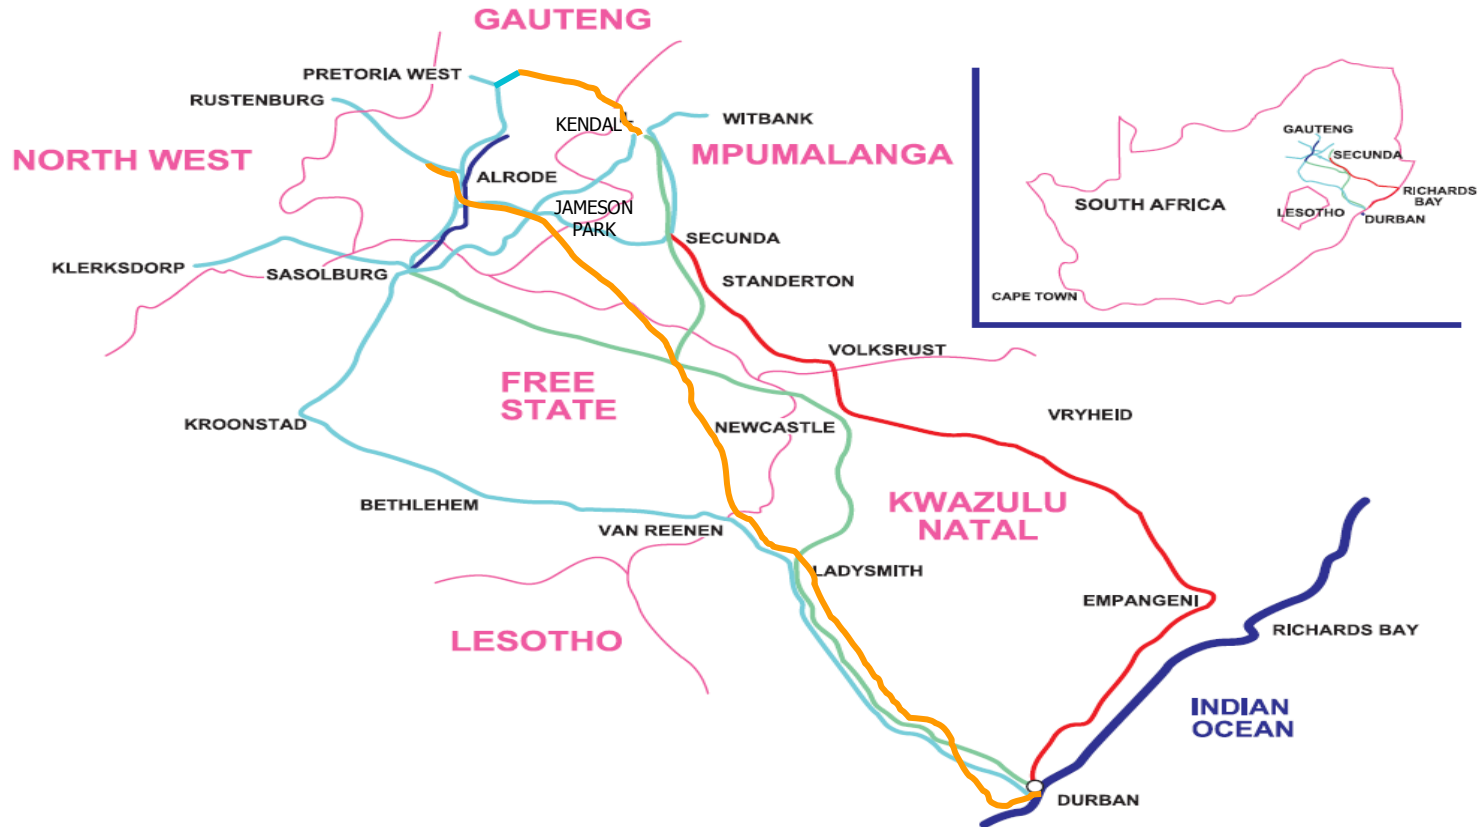 GAUTENG
PRETORIA WEST
RUSTENBURG
KENDAL
WITBANK
NORTH WEST
MPUMALANGA
ALRODE
JAMESON
PARK
SECUNDA
KLERKSDORP
SASOLBURG
STANDERTON
VOLKSRUST
FREE
STATE
KROONSTAD
NEWCASTLE
VRYHEID
BETHLEHEM
KWAZULU
NATAL
VAN REENEN
LADYSMITH
EMPANGENI
LESOTHO
RICHARDS BAY
INDIAN
OCEAN
DURBAN
GAUTENG
SECUNDA
SOUTH AFRICA
RICHARDS
BAY
LESOTHO
DURBAN
CAPE TOWN